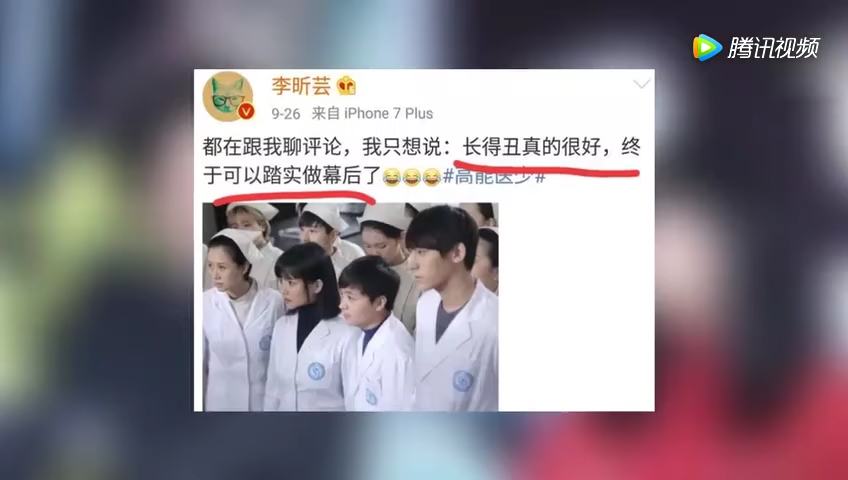 腾讯视频
李昕芸
9-26 来自 iPhone 7 Plus
都在跟我聊评论，我只想说：长得丑真的很好，终
于可以踏实做幕后了😂😂😂#高能医少#